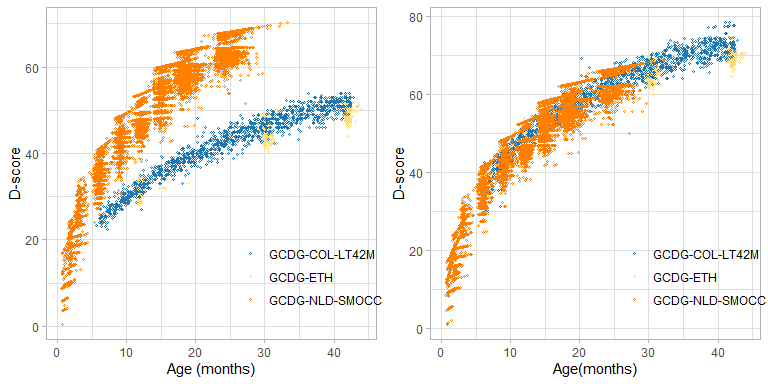 60
40
20
0
D-score
0
10
20
30
40
Age (months)
GCDG-COL-LT42M
GCDG-ETH
GCDG-NLD-SMOCC
80
60
40
20
0
D-score
0
10
20
30
40
Age(months)
GCDG-COL-LT42M
GCDG-ETH
GCDG-NLD-SMOCC